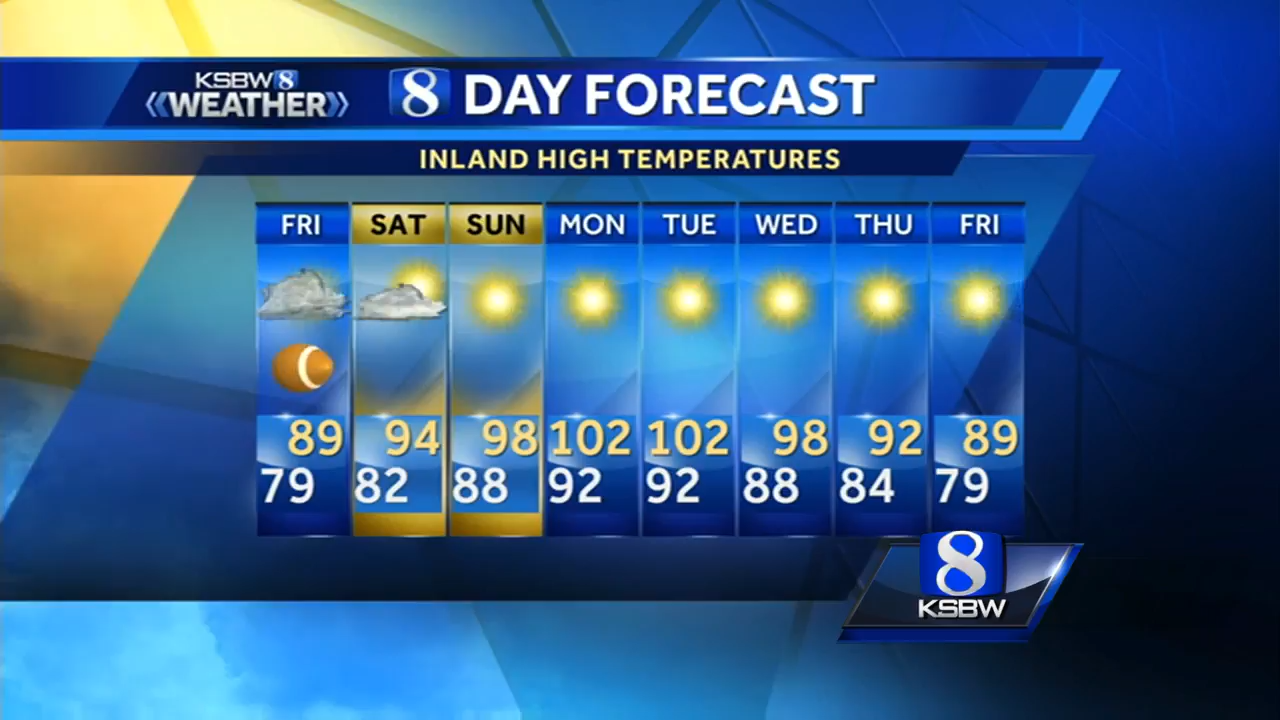 KSBW 8
WEATHER
8 DAY FORECAST
INLAND HIGH TEMPERATURES
FRI SAT SUN MON TUE WED THU FRI
89 94 98 102 102 98 92 89
79 82 88 92 92 88 84 79
8
KSBW